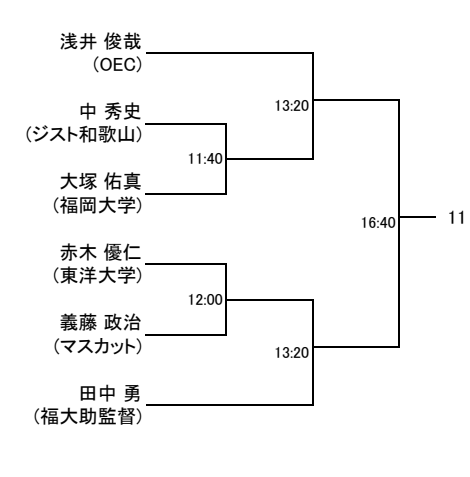 浅井 俊哉
（OEC）
13:20
中 秀史
（ジスト和歌山）
11:40
大塚 佑真
（福岡大学）
16:40
11
赤木 優仁
（東洋大学）
12:00
義藤 政治
（マスカット）
13:20
田中 勇
（福大助監督）